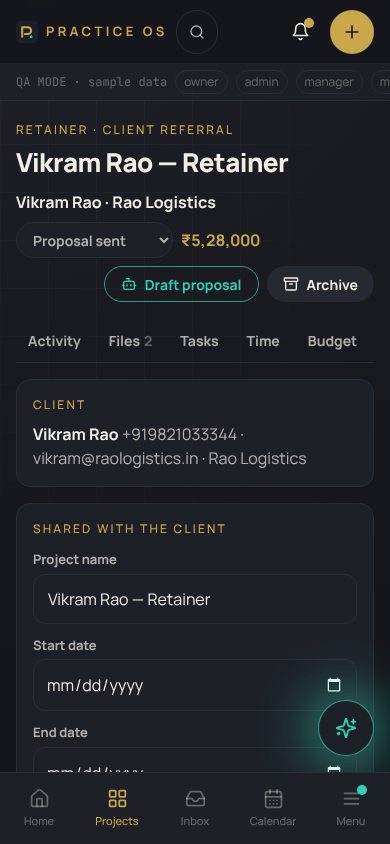 PRACTICE OS
QA MODE · sample data owner admin manager m
RETAINER · CLIENT REFERRAL
Vikram Rao — Retainer
Vikram Rao · Rao Logistics
Proposal sent ₹5,28,000
Draft proposal Archive
Activity Files 2 Tasks Time Budget
CLIENT
Vikram Rao +919821033344 ·
vikram@raologistics.in · Rao Logistics
SHARED WITH THE CLIENT
Project name
Vikram Rao — Retainer
Start date
mm/dd/yyyy
End date
mm/dd/yyyy
Home Projects Inbox Calendar Menu